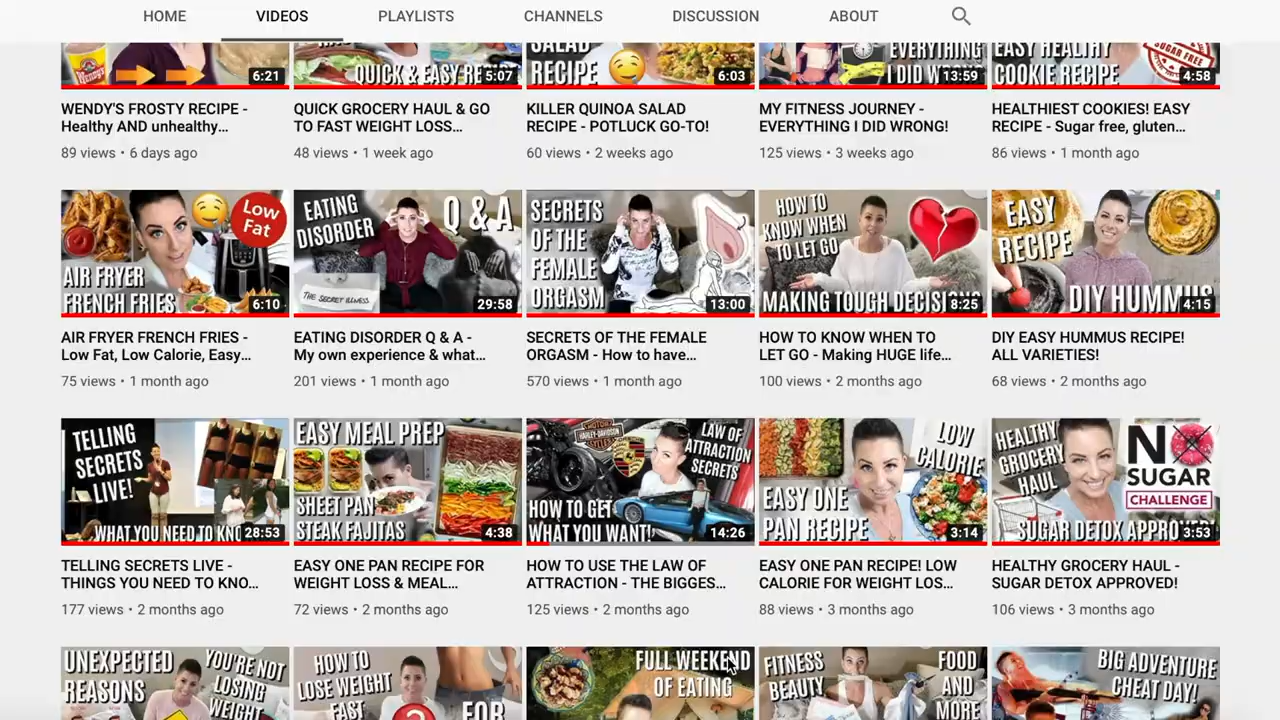 HOME VIDEOS PLAYLISTS CHANNELS DISCUSSION ABOUT
Wendy's
6:21
QUICK & EASY RE
5:07
SALAD
RECIPE
6:03
EVERYTHING
I DID WRONG!
13:59
EASY HEALTHY
COOKIE RECIPE
SUGAR FREE
4:58
WENDY'S FROSTY RECIPE -
Healthy AND unhealthy...
89 views • 6 days ago
QUICK GROCERY HAUL & GO
TO FAST WEIGHT LOSS...
48 views • 1 week ago
KILLER QUINOA SALAD
RECIPE - POTLUCK GO-TO!
60 views • 2 weeks ago
MY FITNESS JOURNEY -
EVERYTHING I DID WRONG!
125 views • 3 weeks ago
HEALTHIEST COOKIES! EASY
RECIPE - Sugar free, gluten...
86 views • 1 month ago
Low
Fat
AIR FRYER
FRENCH FRIES
6:10
EATING
DISORDER
Q & A
THE SECRET ILLNESS
29:58
SECRETS
OF THE
FEMALE
ORGASM
13:00
HOW TO
KNOW WHEN
TO LET GO
MAKING TOUGH DECISIONS
8:25
EASY
RECIPE
DIY HUMMUS
4:15
AIR FRYER FRENCH FRIES -
Low Fat, Low Calorie, Easy...
75 views • 1 month ago
EATING DISORDER Q & A -
My own experience & what...
201 views • 1 month ago
SECRETS OF THE FEMALE
ORGASM - How to have...
570 views • 1 month ago
HOW TO KNOW WHEN TO
LET GO - Making HUGE life...
100 views • 2 months ago
DIY EASY HUMMUS RECIPE!
ALL VARIETIES!
68 views • 2 months ago
TELLING
SECRETS
LIVE!
WHAT YOU NEED TO KNO
28:53
EASY MEAL PREP
SHEET PAN
STEAK FAJITAS
4:38
MOTOR
HARLEY-DAVIDSON
LAW OF
ATTRACTION
SECRETS
HOW TO GET
WHAT YOU WANT!
14:26
LOW
CALORIE
EASY ONE
PAN RECIPE
3:14
HEALTHY
GROCERY
HAUL
NO
SUGAR
CHALLENGE
SUGAR DETOX APPRO
3:53
TELLING SECRETS LIVE -
THINGS YOU NEED TO KNO...
177 views • 2 months ago
EASY ONE PAN RECIPE FOR
WEIGHT LOSS & MEAL...
72 views • 2 months ago
HOW TO USE THE LAW OF
ATTRACTION - THE BIGGES...
125 views • 2 months ago
EASY ONE PAN RECIPE! LOW
CALORIE FOR WEIGHT LOS...
88 views • 3 months ago
HEALTHY GROCERY HAUL -
SUGAR DETOX APPROVED!
106 views • 3 months ago
UNEXPECTED
REASONS
YOU'RE NOT
LOSING
WEIGHT
HOW TO
LOSE WEIGHT
FAST
FOR
FULL WEEKEND
OF EATING
FITNESS
BEAUTY
FOOD
AND
MORE
BIG ADVENTURE
CHEAT DAY!